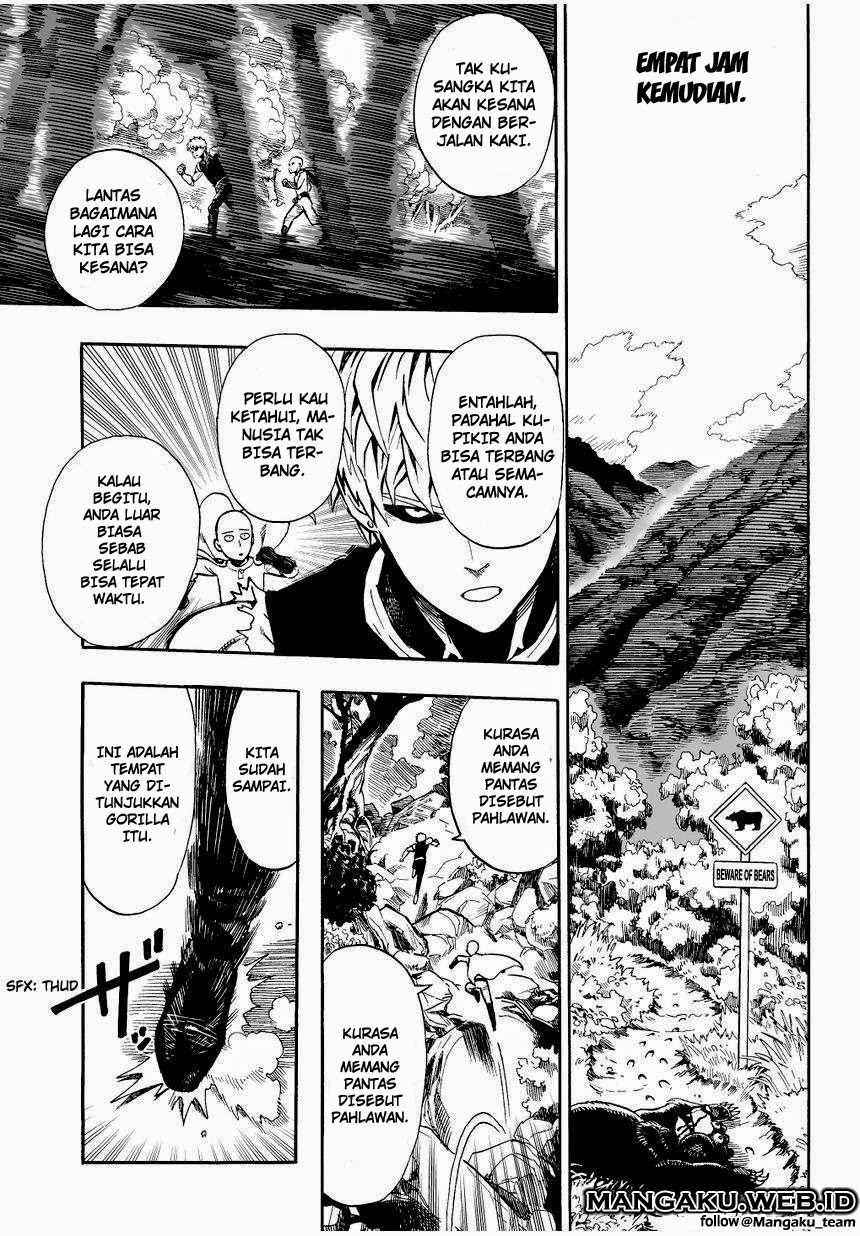 EMPAT JAM
KEMUDIAN.
BEWARE OF BEARS
TAK KU-
SANGKA KITA
AKAN KESANA
DENGAN BER-
JALAN KAKI.
LANTAS
BAGAIMANA
LAGI CARA
KITA BISA
KESANA?
ENTAHLAH,
PADAHAL KU-
PIKIR ANDA
BISA TERBANG
ATAU SEMA-
CAMNYA.
PERLU KAU
KETAHUI, MA-
NUSIA TAK
BISA TER-
BANG.
KALAU
BEGITU,
ANDA LUAR
BIASA
SEBAB
SELALU
BISA TEPAT
WAKTU.
KURASA
ANDA
MEMANG
PANTAS
DISEBUT
PAHLAWAN.
KURASA
ANDA
MEMANG
PANTAS
DISEBUT
PAHLAWAN.
KITA
SUDAH
SAMPAI.
INI ADALAH
TEMPAT
YANG DI-
TUNJUKKAN
GORILLA
ITU.
SFX: THUD
ザッ
MANGAKU.WEB.ID
follow @Mangaku_team